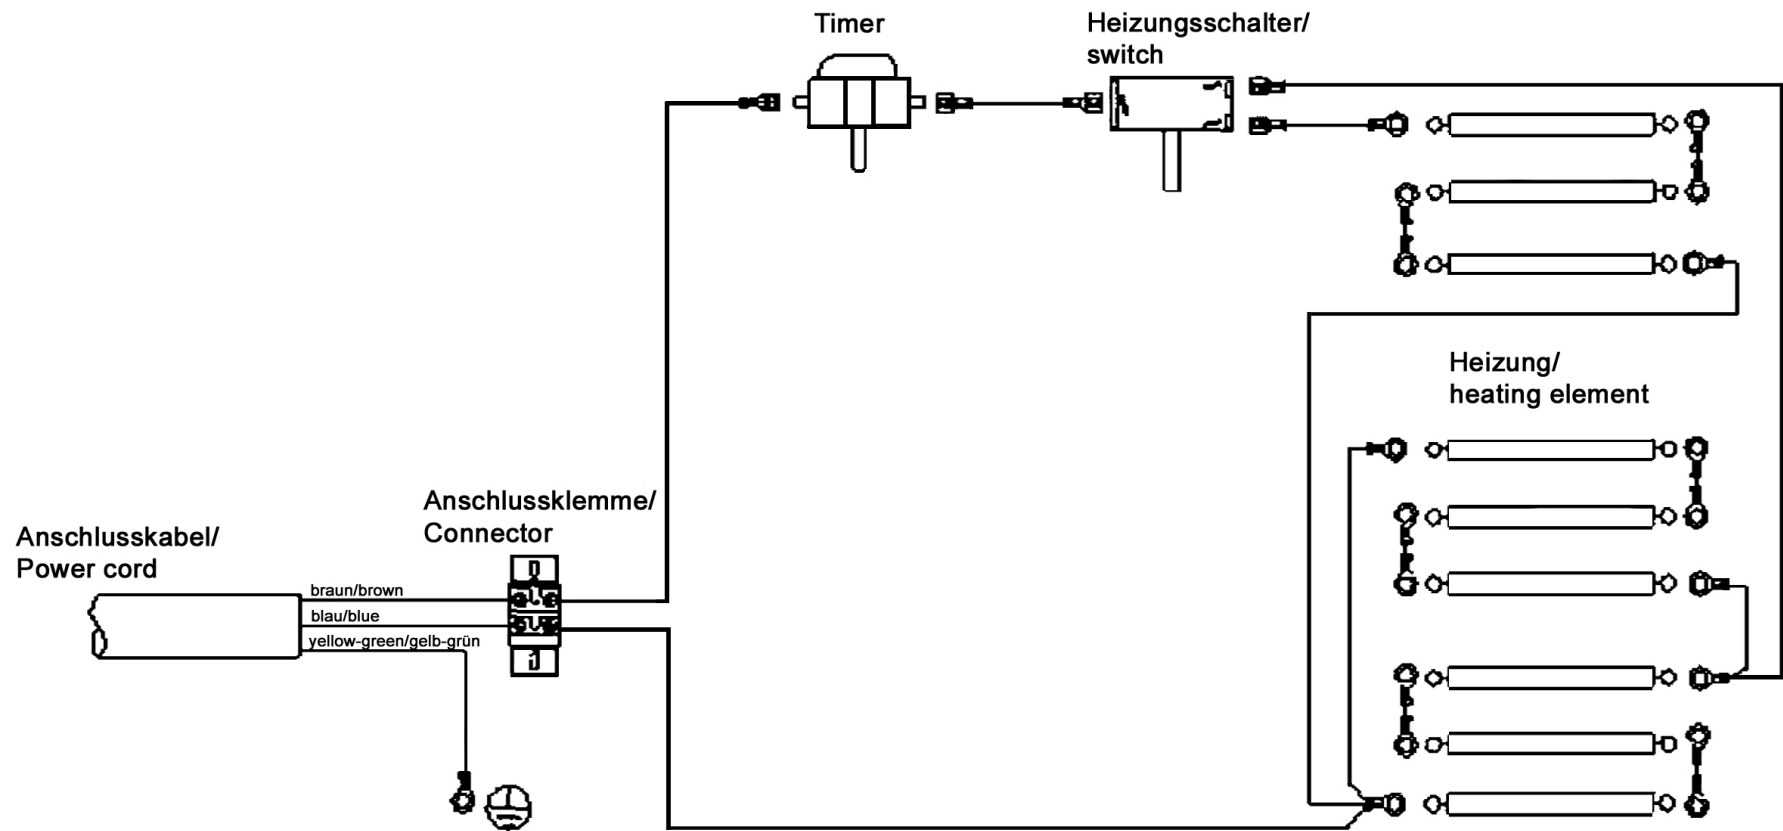 Timer
Heizungsschalter/
switch
Heizung/
heating element
Anschlussklemme/
Connector
Anschlusskabel/
Power cord
braun/brown
blau/blue
yellow-green/gelb-grün